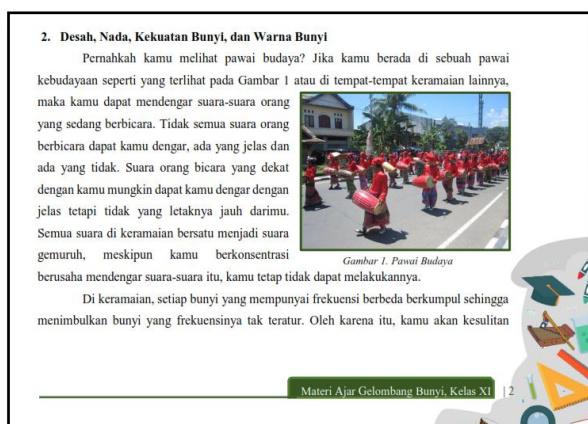 2. Desah, Nada, Kekuatan Bunyi, dan Warna Bunyi
Pernahkah kamu melihat pawai budaya? Jika kamu berada di sebuah pawai
kebudayaan seperti yang terlihat pada Gambar 1 atau di tempat-tempat keramaian lainnya,
maka kamu dapat mendengar suara-suara orang
yang sedang berbicara. Tidak semua suara orang
berbicara dapat kamu dengar, ada yang jelas dan
ada yang tidak. Suara orang bicara yang dekat
dengan kamu mungkin dapat kamu dengar dengan
jelas tetapi tidak yang letaknya jauh darimu.
Semua suara di keramaian bersatu menjadi suara
gemuruh, meskipun kamu berkonsentrasi
Gambar 1. Pawai Budaya
berusaha mendengar suara-suara itu, kamu tetap tidak dapat melakukannya.
Di keramaian, setiap bunyi yang mempunyai frekuensi berbeda berkumpul sehingga
menimbulkan bunyi yang frekuensinya tak teratur. Oleh karena itu, kamu akan kesulitan
Materi Ajar Gelombang Bunyi, Kelas XI | 2